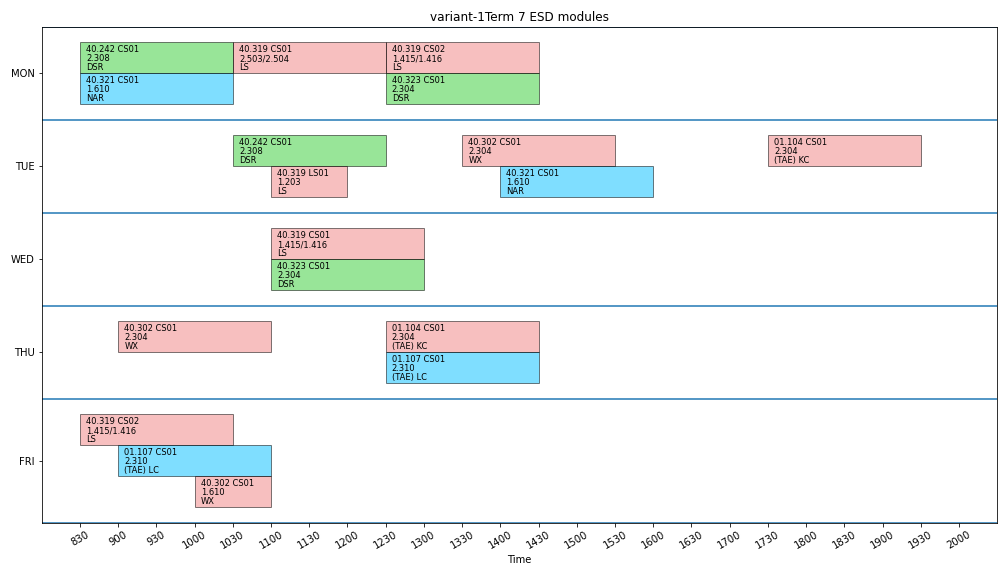 variant-1Term 7 ESD modules
MON
40.242 CS01
2.308
DSR
40.319 CS01
2.503/2.504
LS
40.319 CS02
1.415/1.416
LS
40.321 CS01
1.610
NAR
40.323 CS01
2.304
DSR
TUE
40.242 CS01
2.308
DSR
40.302 CS01
2.304
WX
01.104 CS01
2.304
(TAE) KC
40.319 LS01
1.203
LS
40.321 CS01
1.610
NAR
WED
40.319 CS01
1.415/1.416
LS
40.323 CS01
2.304
DSR
THU
40.302 CS01
2.304
WX
01.104 CS01
2.304
(TAE) KC
01.107 CS01
2.310
(TAE) LC
FRI
40.319 CS02
1.415/1.416
LS
01.107 CS01
2.310
(TAE) LC
40.302 CS01
1.610
WX
830 900 930 1000 1030 1100 1130 1200 1230 1300 1330 1430 1500 1600 1630 1700 1730 1800 1830 1900 1930 2000
Time